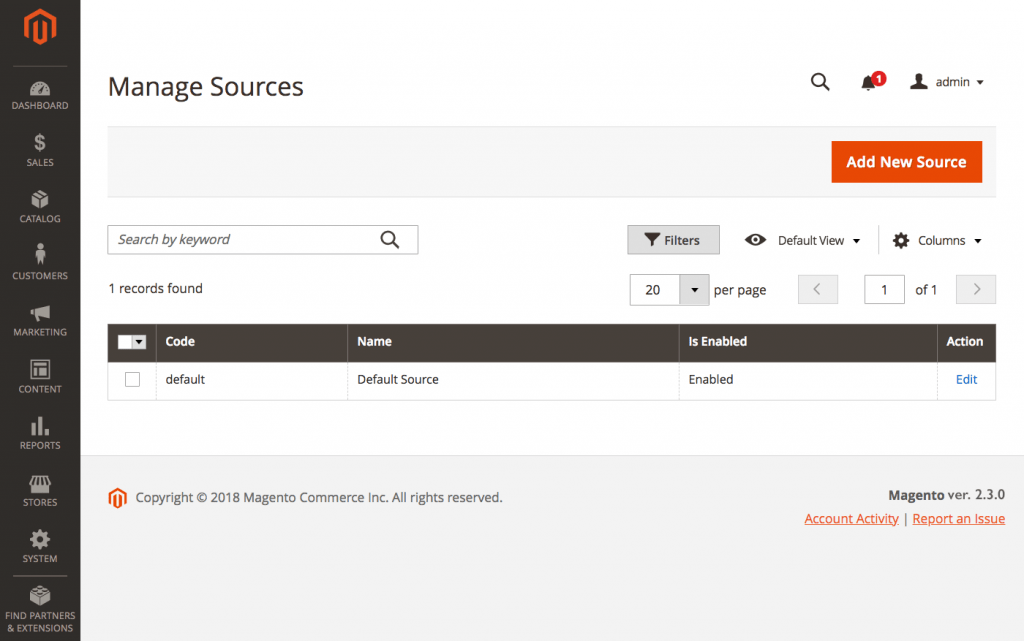 DASHBOARD
SALES
CATALOG
CUSTOMERS
MARKETING
CONTENT
REPORTS
STORES
SYSTEM
FIND PARTNERS
& EXTENSIONS
Manage Sources
1
admin
Add New Source
Search by keyword
Filters
Default View
Columns
1 records found
20
per page
1
of 1
Code Name Is Enabled Action
default Default Source Enabled Edit
Copyright © 2018 Magento Commerce Inc. All rights reserved.
Magento ver. 2.3.0
Account Activity | Report an Issue